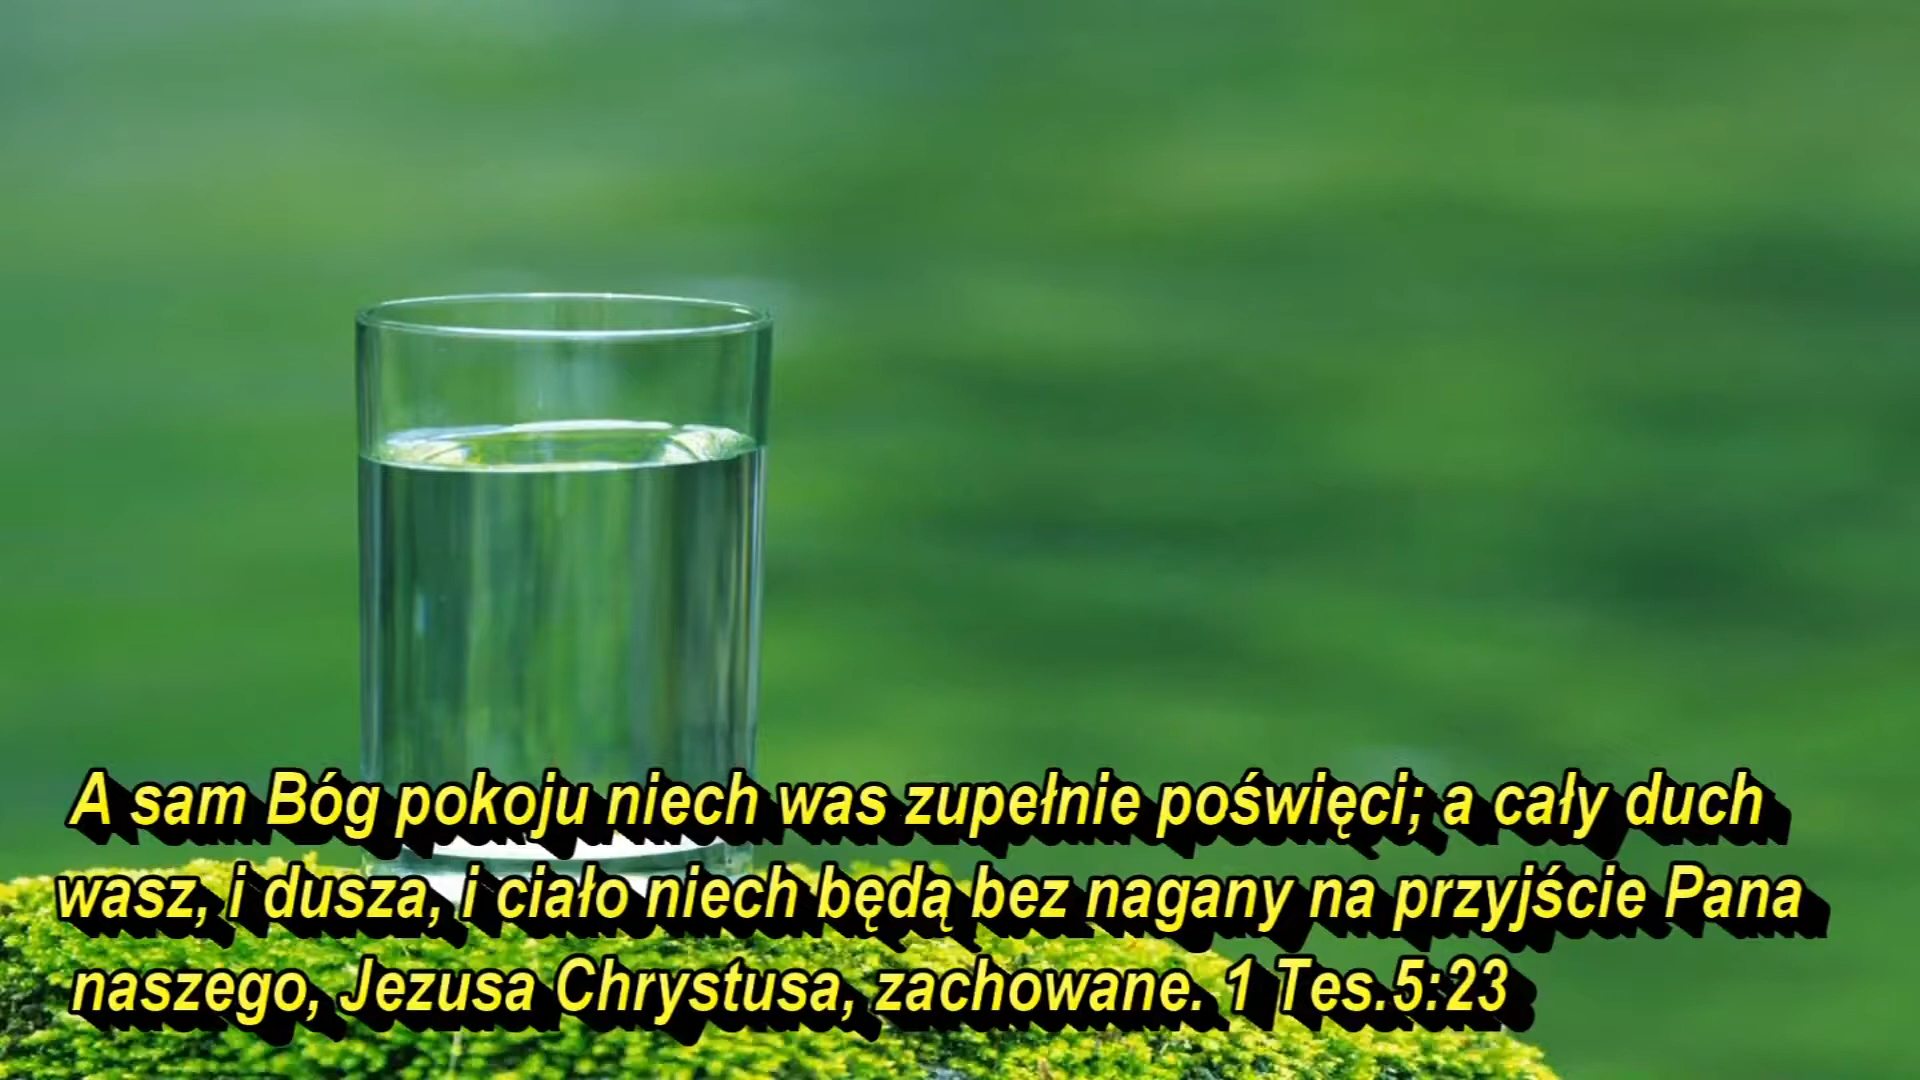 A sam Bóg pokoju niech was zupełnie poświęci; a cały duch
wasz, i dusza, i ciało niech będą bez nagany na przyjście Pana
naszego, Jezusa Chrystusa, zachowane. 1 Tes.5:23